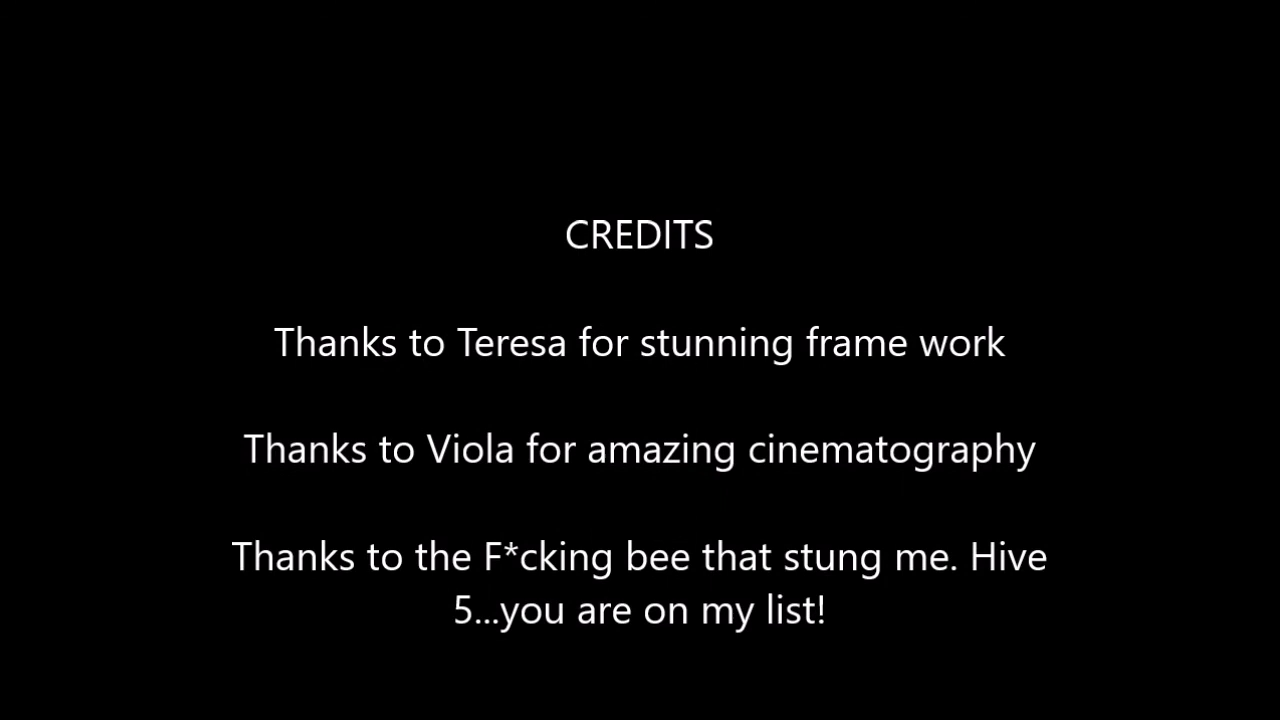 CREDITS
Thanks to Teresa for stunning frame work
Thanks to Viola for amazing cinematography
Thanks to the F*cking bee that stung me. Hive
5...you are on my list!